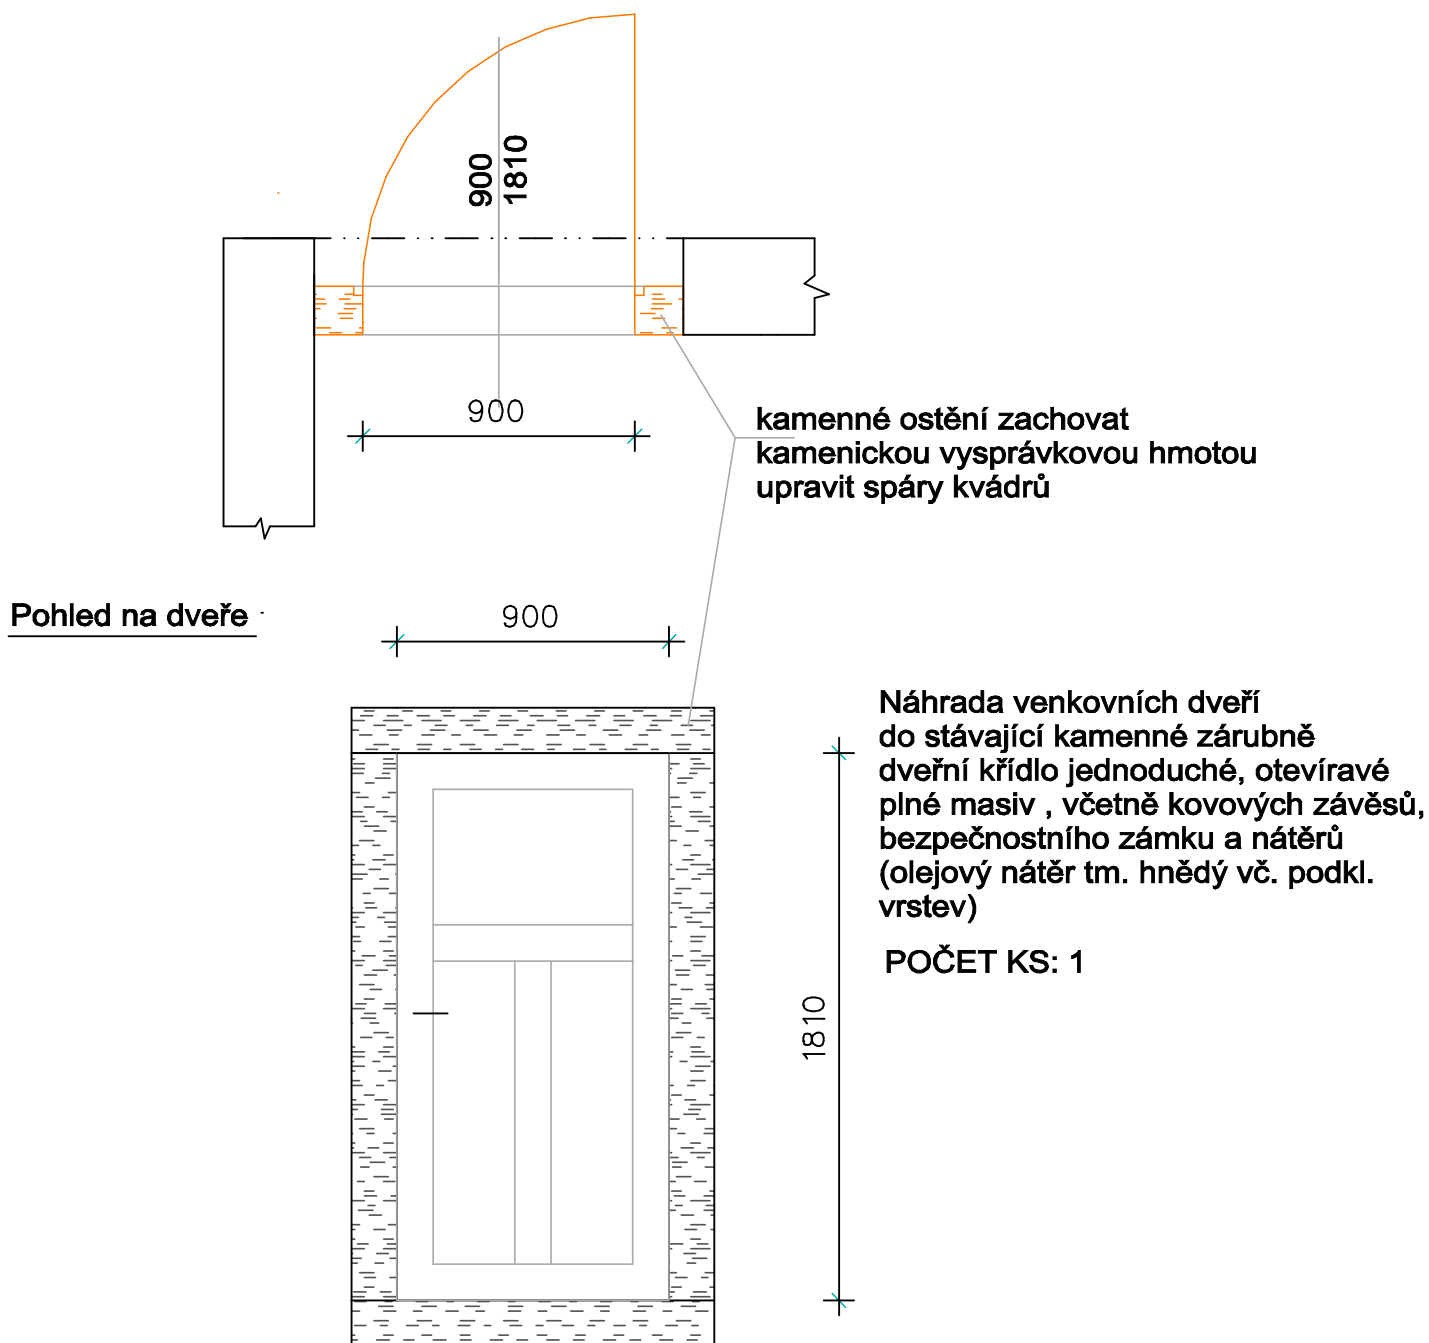 900
1810
900
kamenné ostění zachovat
kamenickou vysprávkovou hmotou
upravit spáry kvádrů
Pohled na dveře
900
Náhrada venkovních dveří
do stávající kamenné zárubně
dveřní křídlo jednoduché, otevíravé
plné masiv , včetně kovových závěsů,
bezpečnostního zámku a nátěrů
(olejový nátěr tm. hnědý vč. podkl.
vrstev)
POČET KS: 1
1810